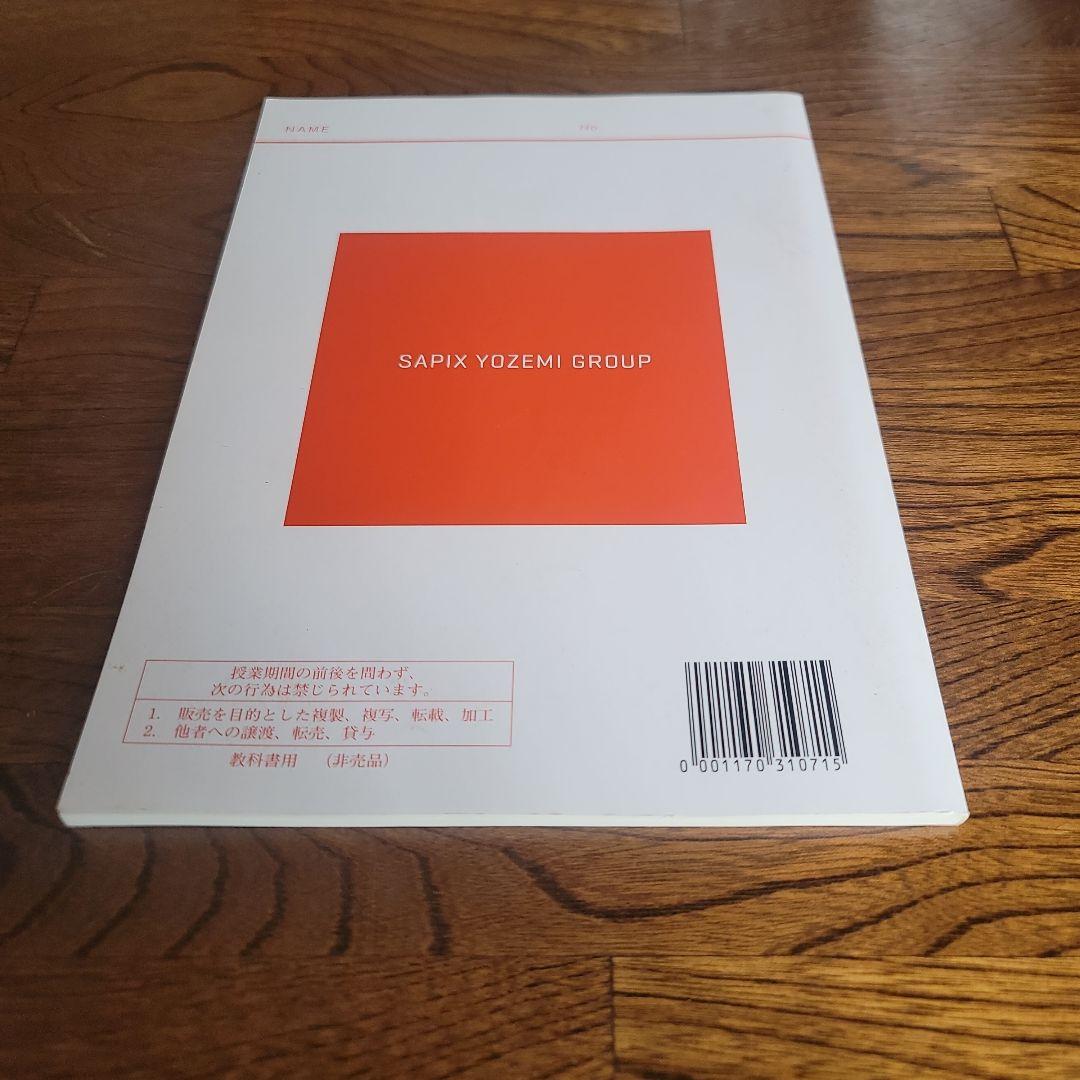 NAME No.
SAPIX YOZEMI GROUP
授業期間の前後を問わず、
次の行為は禁じられています。
1. 販売を目的とした複製、複写、転載、加工
2. 他者への譲渡、転売、貸与
教科書用 (非売品)
0 001170 310715